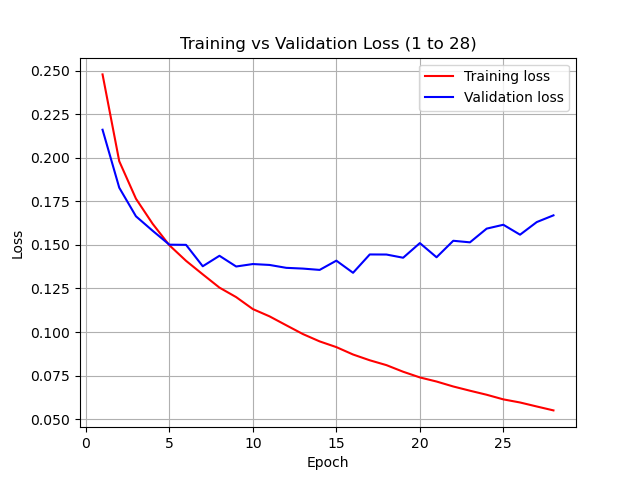 Training vs Validation Loss (1 to 28)
Training loss
Validation loss
0.250
0.225
0.200
0.175
0.150
0.125
0.100
0.075
0.050
Loss
0 5 10 15 20 25
Epoch